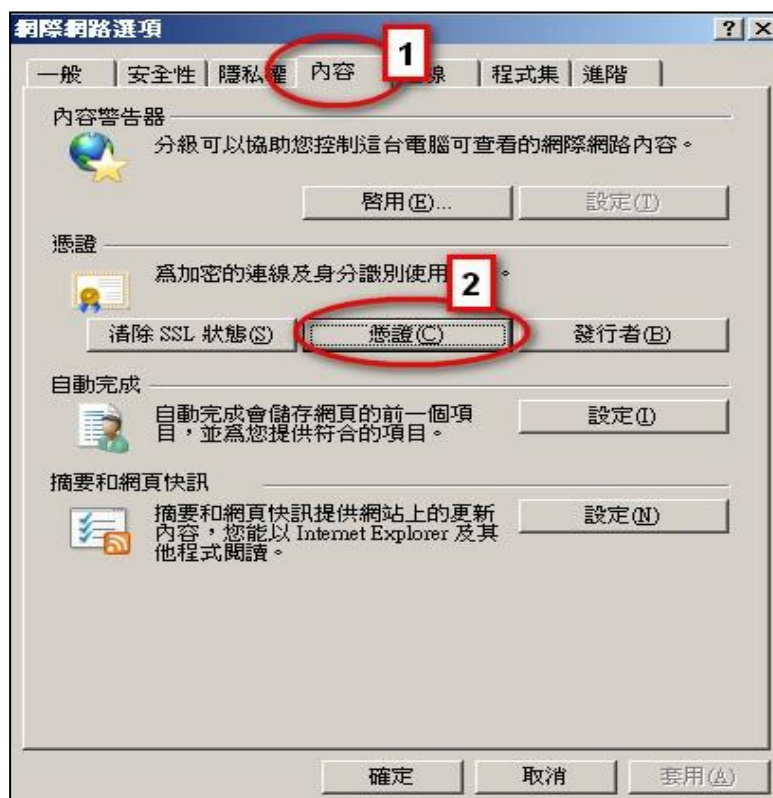 網際網路選項
一般 安全性 隱私權 內容 線 程式集 進階
1
內容警告器
分級可以協助您控制這台電腦可查看的網際網路內容。
啓用(E)... 設定(T)
憑證
爲加密的連線及身分識別使用 。
2
清除 SSL 狀態(S) 憑證(C) 發行者(B)
自動完成
自動完成會儲存網頁的前一個項
目，並爲您提供符合的項目。
設定(I)
摘要和網頁快訊
摘要和網頁快訊提供網站上的更新
內容，您能以 Internet Explorer 及其
他程式閱讀。
設定(N)
確定 取消 套用(A)